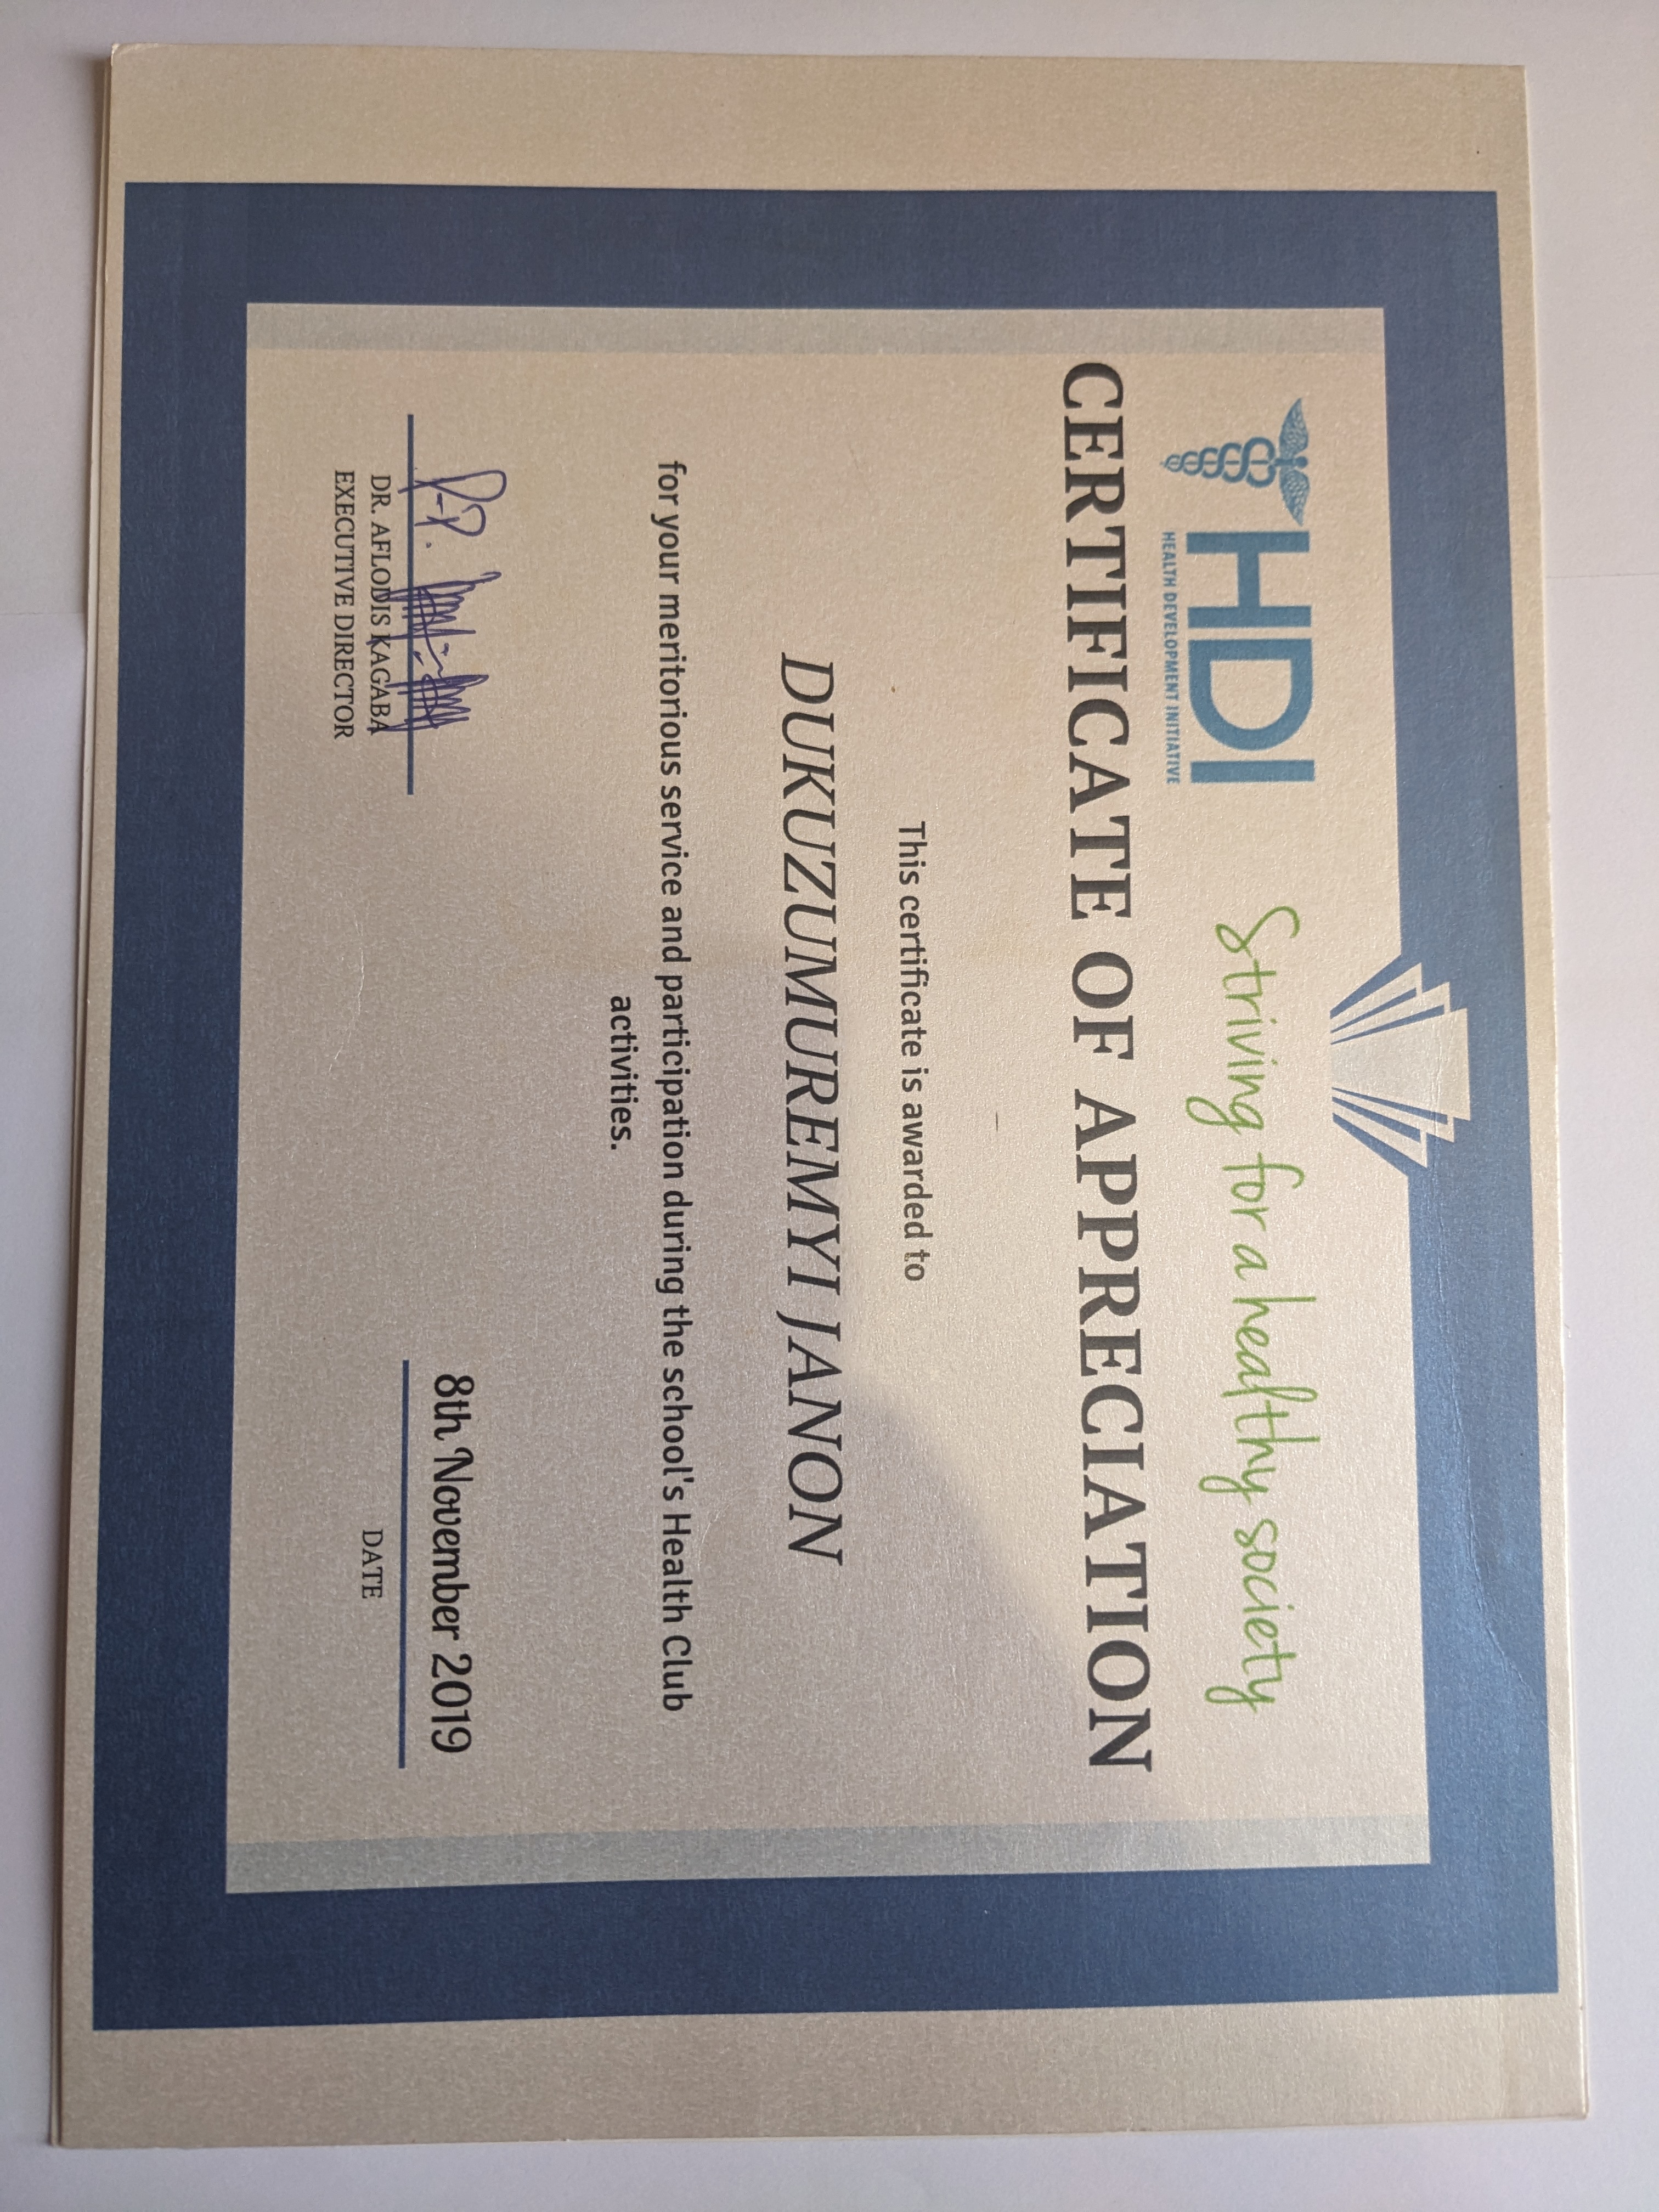 HDI
HEALTH DEVELOPMENT INITIATIVE
Striving for a healthy society
CERTIFICATE OF APPRECIATION
This certificate is awarded to
DUKUZUMUREMYI JANON
for your meritorious service and participation during the school's Health Club
activities.
P.P.
DR. AFLODIS KAGABA
EXECUTIVE DIRECTOR
8th November 2019
DATE